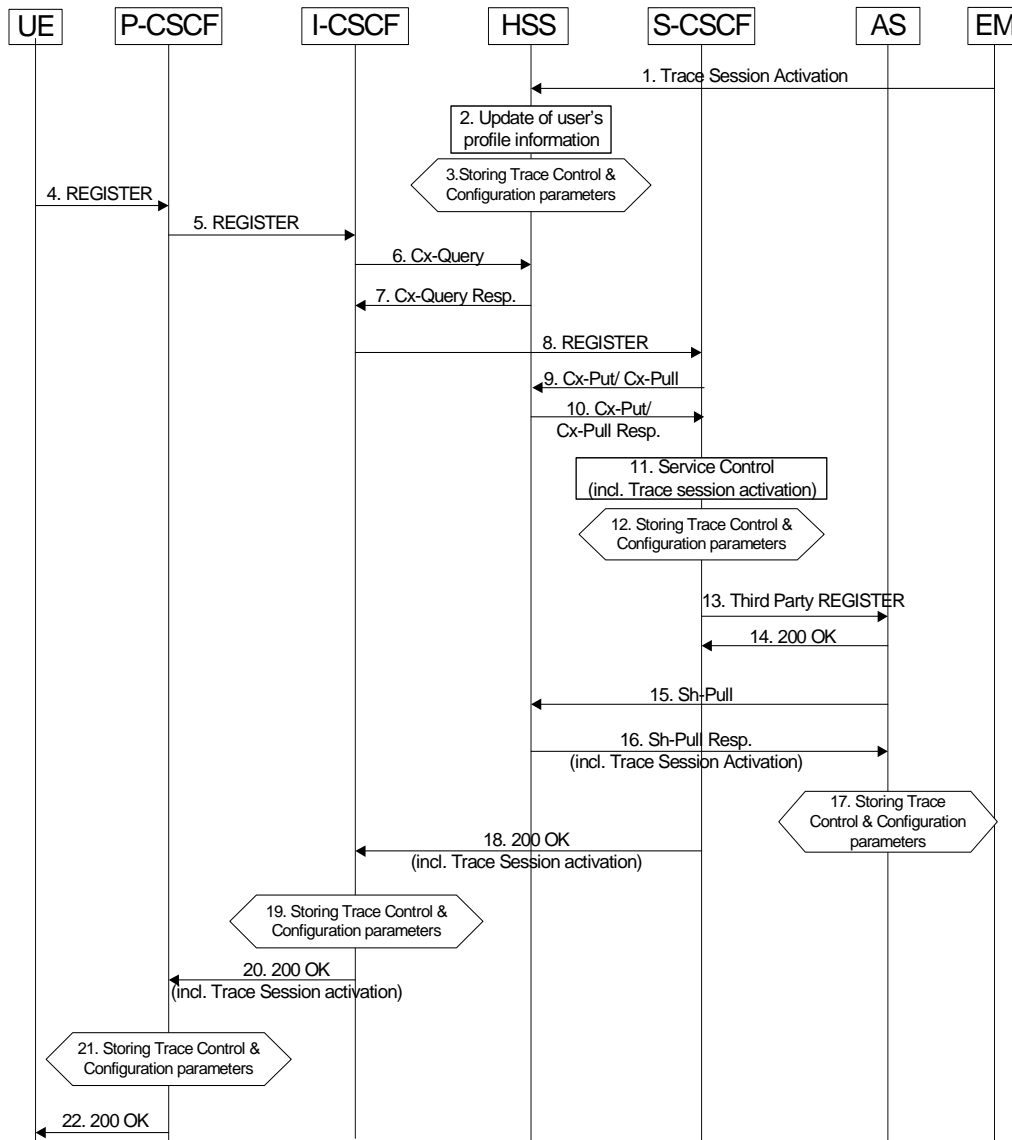 UE P-CSCF I-CSCF HSS S-CSCF AS EM
1. Trace Session Activation
2. Update of user's
profile information
3.Storing Trace Control &
Configuration parameters
4. REGISTER
5. REGISTER
6. Cx-Query
7. Cx-Query Resp.
8. REGISTER
9. Cx-Put/ Cx-Pull
10. Cx-Put/
Cx-Pull Resp.
11. Service Control
(incl. Trace session activation)
12. Storing Trace Control &
Configuration parameters
13. Third Party REGISTER
14. 200 OK
15. Sh-Pull
16. Sh-Pull Resp.
(incl. Trace Session Activation)
17. Storing Trace
Control & Configuration
parameters
18. 200 OK
(incl. Trace Session activation)
19. Storing Trace Control &
Configuration parameters
20. 200 OK
(incl. Trace Session activation)
21. Storing Trace Control &
Configuration parameters
22. 200 OK